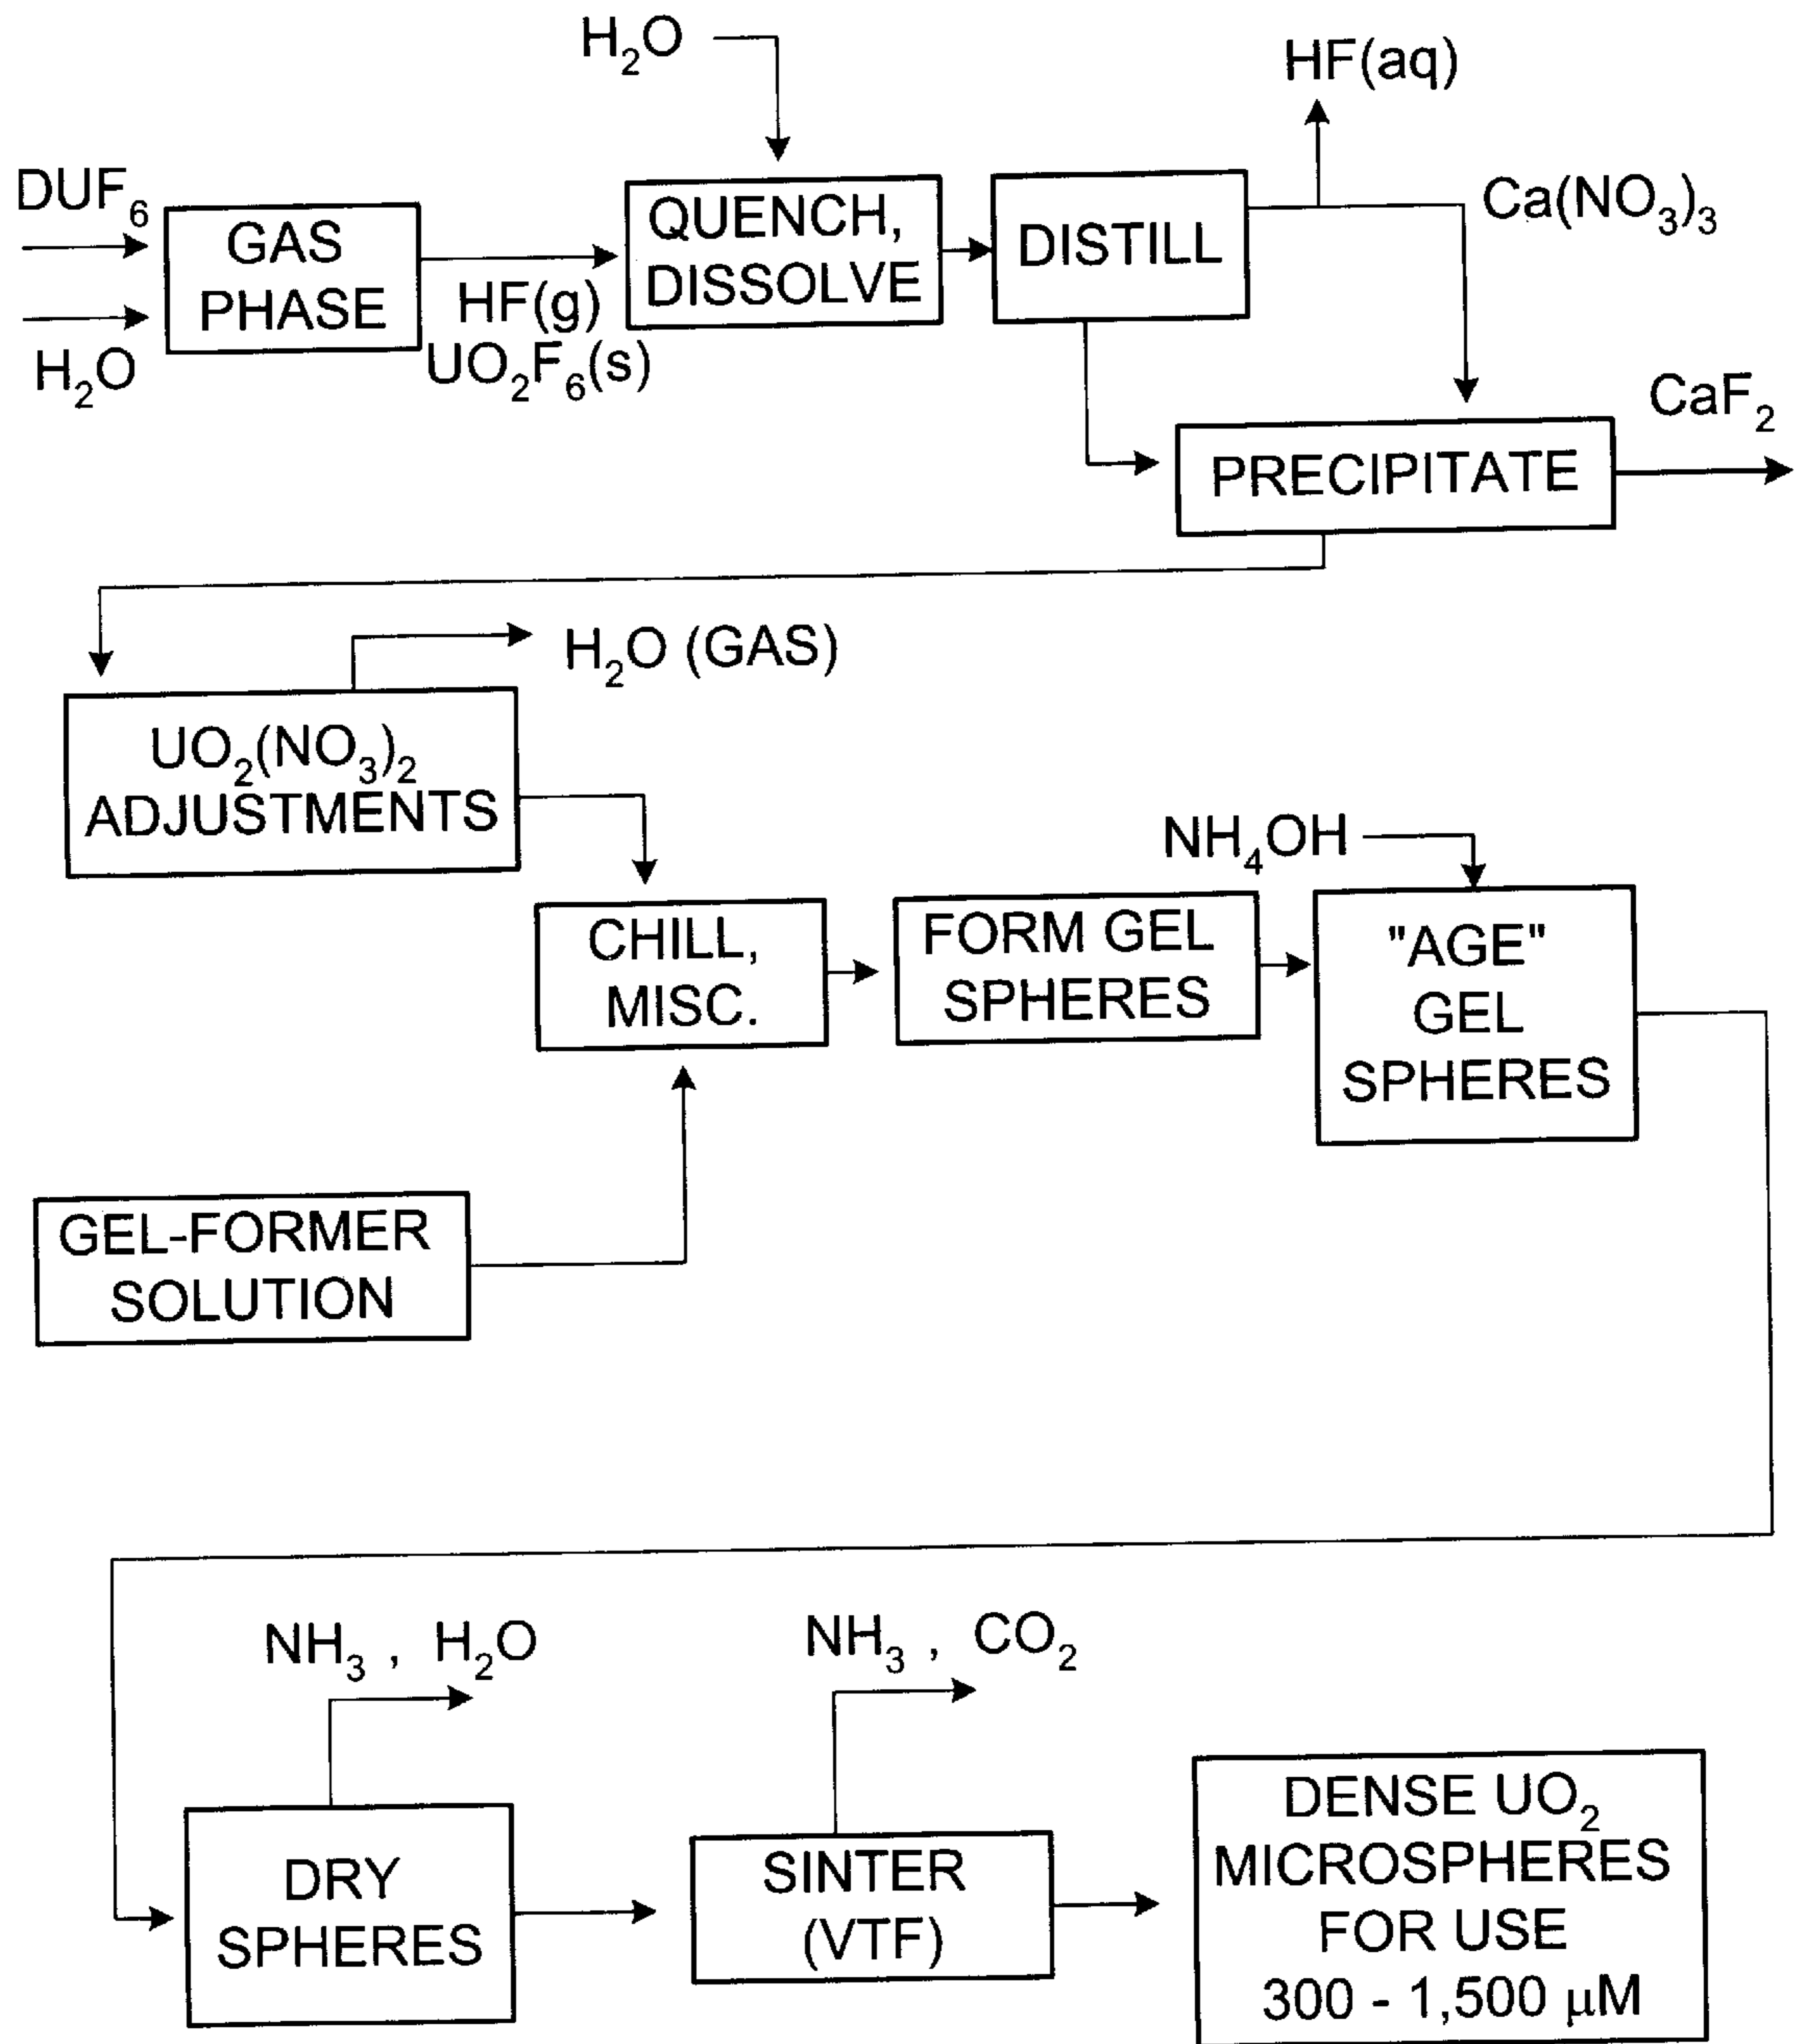 H₂O
HF(aq)
DUF₆
GAS
PHASE
H₂O
HF(g)
UO₂F₆(s)
QUENCH,
DISSOLVE
DISTILL
Ca(NO₃)₃
PRECIPITATE
CaF₂
H₂O (GAS)
UO₂(NO₃)₂
ADJUSTMENTS
CHILL,
MISC.
FORM GEL
SPHERES
NH₄OH
"AGE"
GEL
SPHERES
GEL-FORMER
SOLUTION
NH₃ , H₂O
NH₃ , CO₂
DRY
SPHERES
SINTER
(VTF)
DENSE UO₂
MICROSPHERES
FOR USE
300 - 1,500 μM